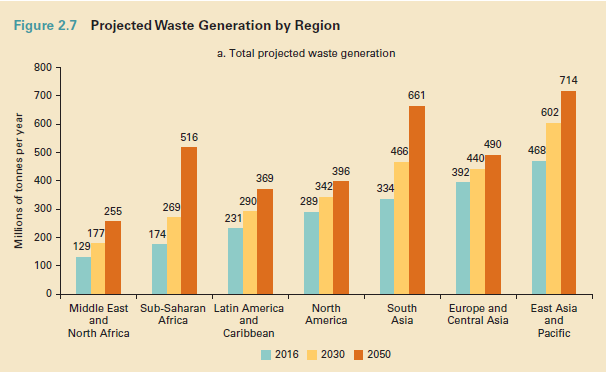 Figure 2.7 Projected Waste Generation by Region
a. Total projected waste generation
Millions of tonnes per year
800
700
600
500
400
300
200
100
0
129
177
255
174
269
516
231
290
369
289
342
396
334
466
661
392
440
490
468
602
714
Middle East
and
North Africa
Sub-Saharan
Africa
Latin America
and
Caribbean
North
America
South
Asia
Europe and
Central Asia
East Asia
and
Pacific
2016 2030 2050